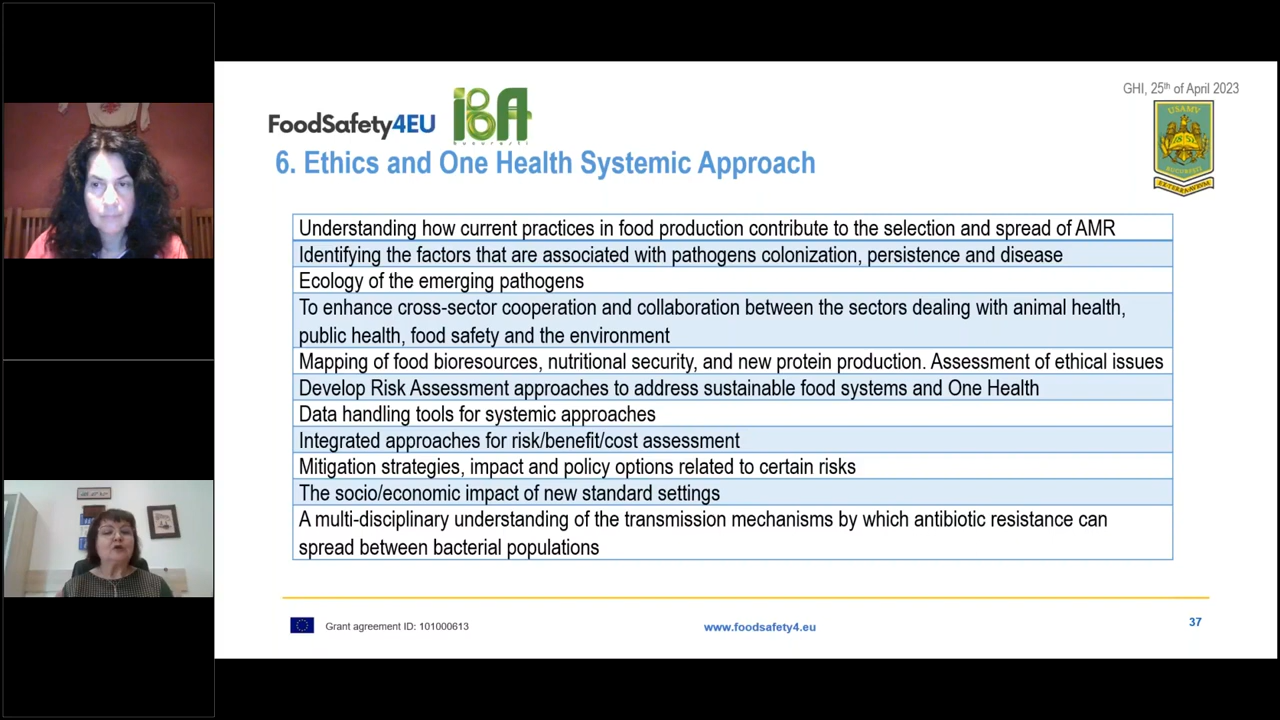 GHI, 25th of April 2023
FoodSafety4EU
IBA
USAMV
BUCURESTI
6. Ethics and One Health Systemic Approach
Understanding how current practices in food production contribute to the selection and spread of AMR
Identifying the factors that are associated with pathogens colonization, persistence and disease
Ecology of the emerging pathogens
To enhance cross-sector cooperation and collaboration between the sectors dealing with animal health,
public health, food safety and the environment
Mapping of food bioresources, nutritional security, and new protein production. Assessment of ethical issues
Develop Risk Assessment approaches to address sustainable food systems and One Health
Data handling tools for systemic approaches
Integrated approaches for risk/benefit/cost assessment
Mitigation strategies, impact and policy options related to certain risks
The socio/economic impact of new standard settings
A multi-disciplinary understanding of the transmission mechanisms by which antibiotic resistance can
spread between bacterial populations
Grant agreement ID: 101000613
www.foodsafety4.eu
37